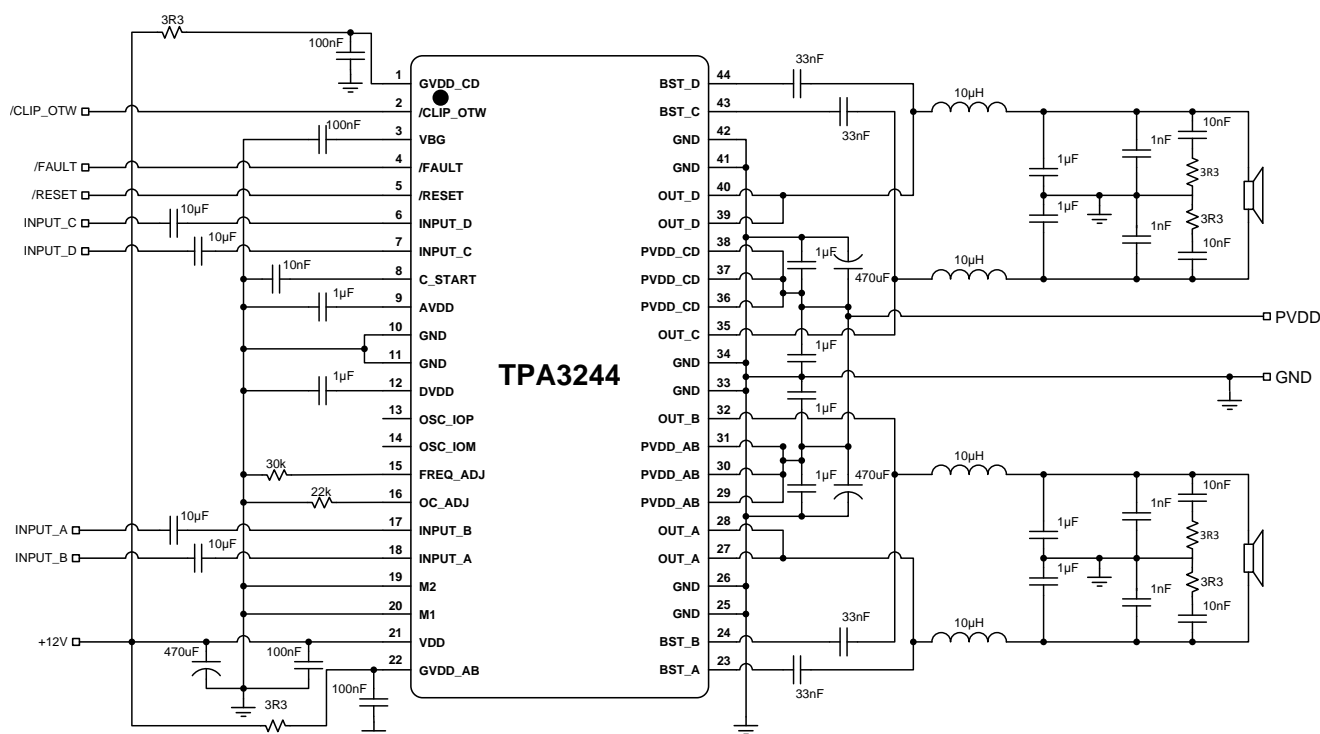 3R3
100nF
/CLIP_OTW
100nF
/FAULT
/RESET
INPUT_C
10µF
INPUT_D
10µF
10nF
1µF
1µF
30k
22k
INPUT_A
10µF
INPUT_B
10µF
+12V
470uF
100nF
100nF
3R3
TPA3244
1 GVDD_CD
2 /CLIP_OTW
3 VBG
4 /FAULT
5 /RESET
6 INPUT_D
7 INPUT_C
8 C_START
9 AVDD
10 GND
11 GND
12 DVDD
13 OSC_IOP
14 OSC_IOM
15 FREQ_ADJ
16 OC_ADJ
17 INPUT_B
18 INPUT_A
19 M2
20 M1
21 VDD
22 GVDD_AB
BST_D 44
BST_C 43
GND 42
GND 41
OUT_D 40
OUT_D 39
PVDD_CD 38
PVDD_CD 37
PVDD_CD 36
OUT_C 35
GND 34
GND 33
OUT_B 32
PVDD_AB 31
PVDD_AB 30
PVDD_AB 29
OUT_A 28
OUT_A 27
GND 26
GND 25
BST_B 24
BST_A 23
33nF
33nF
10µH
10nF
1nF
1µF
3R3
1µF
3R3
1nF
10nF
10µH
1µF
470uF
PVDD
1µF
GND
1µF
1µF
470uF
10µH
10nF
1nF
1µF
3R3
1µF
3R3
1nF
10nF
10µH
33nF
33nF